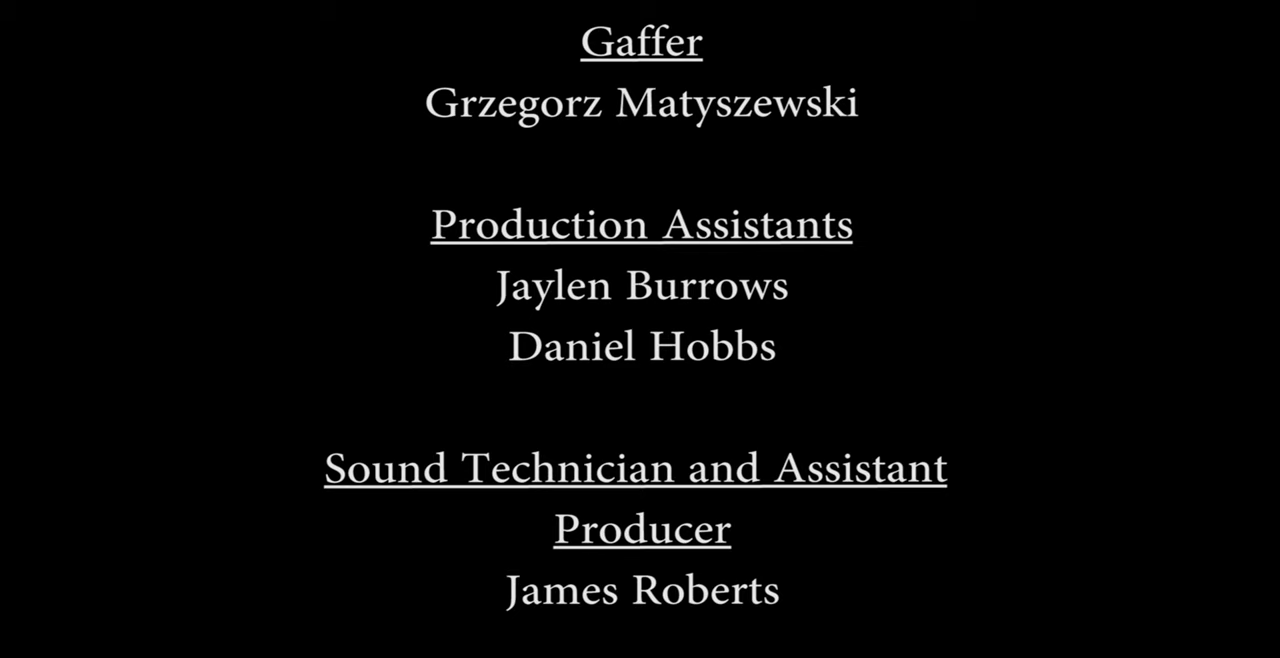 Gaffer
Grzegorz Matyszewski
Production Assistants
Jaylen Burrows
Daniel Hobbs
Sound Technician and Assistant
Producer
James Roberts